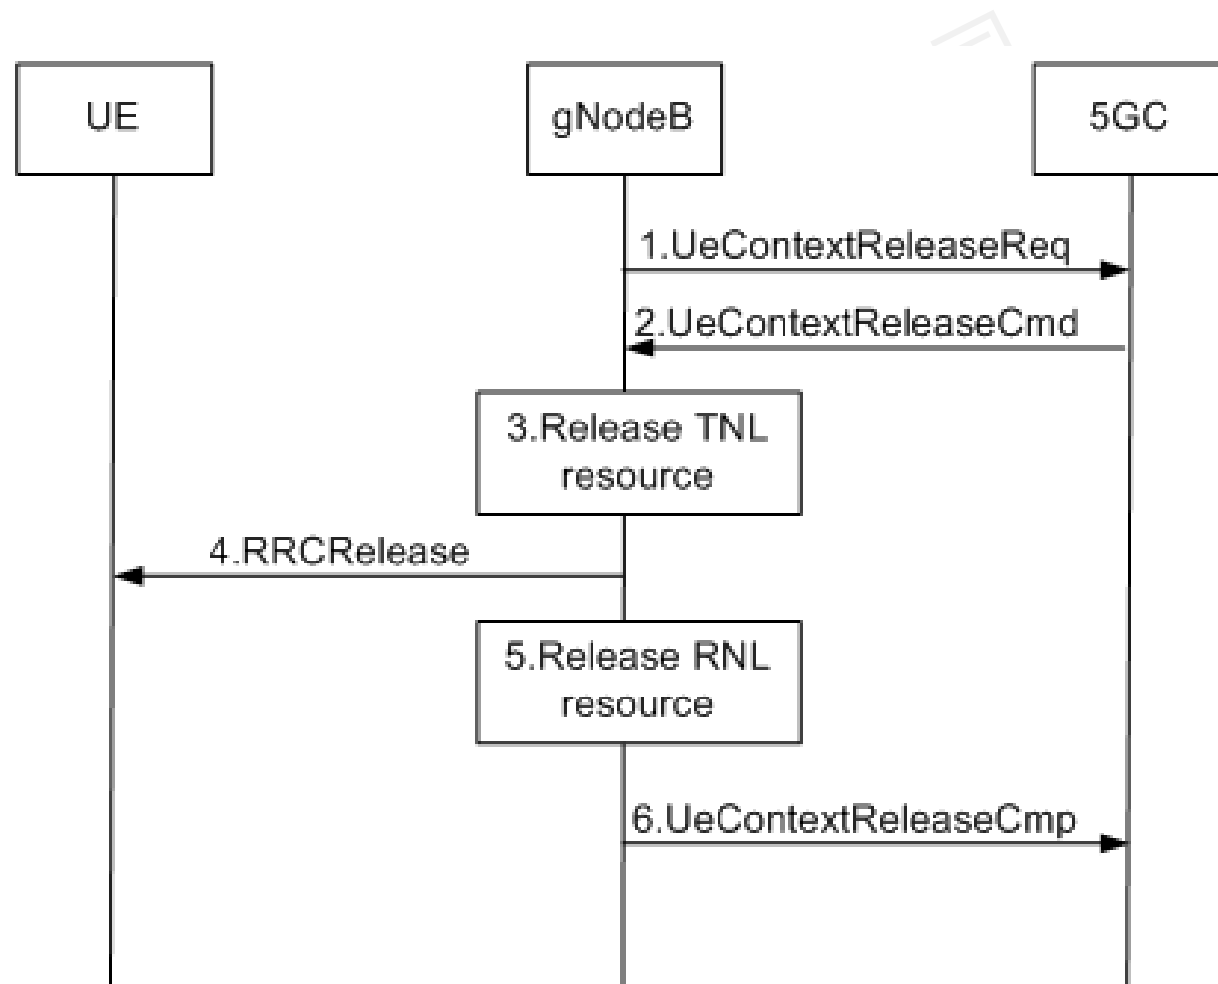 UE
gNodeB
5GC
1.UeContextReleaseReq
2.UeContextReleaseCmd
3.Release TNL
resource
4.RRCRelease
5.Release RNL
resource
6.UeContextReleaseCmp